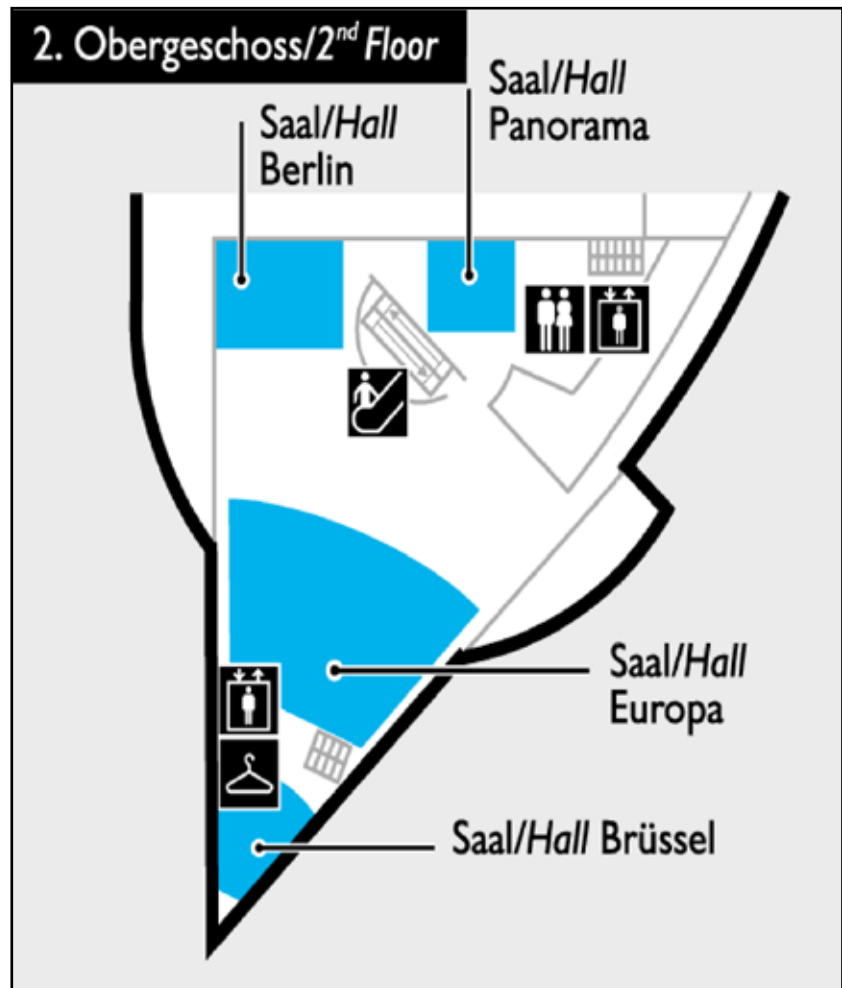 2. Obergeschoss/2nd Floor
Saal/Hall
Panorama
Saal/Hall
Berlin
Saal/Hall
Europa
Saal/Hall Brüssel